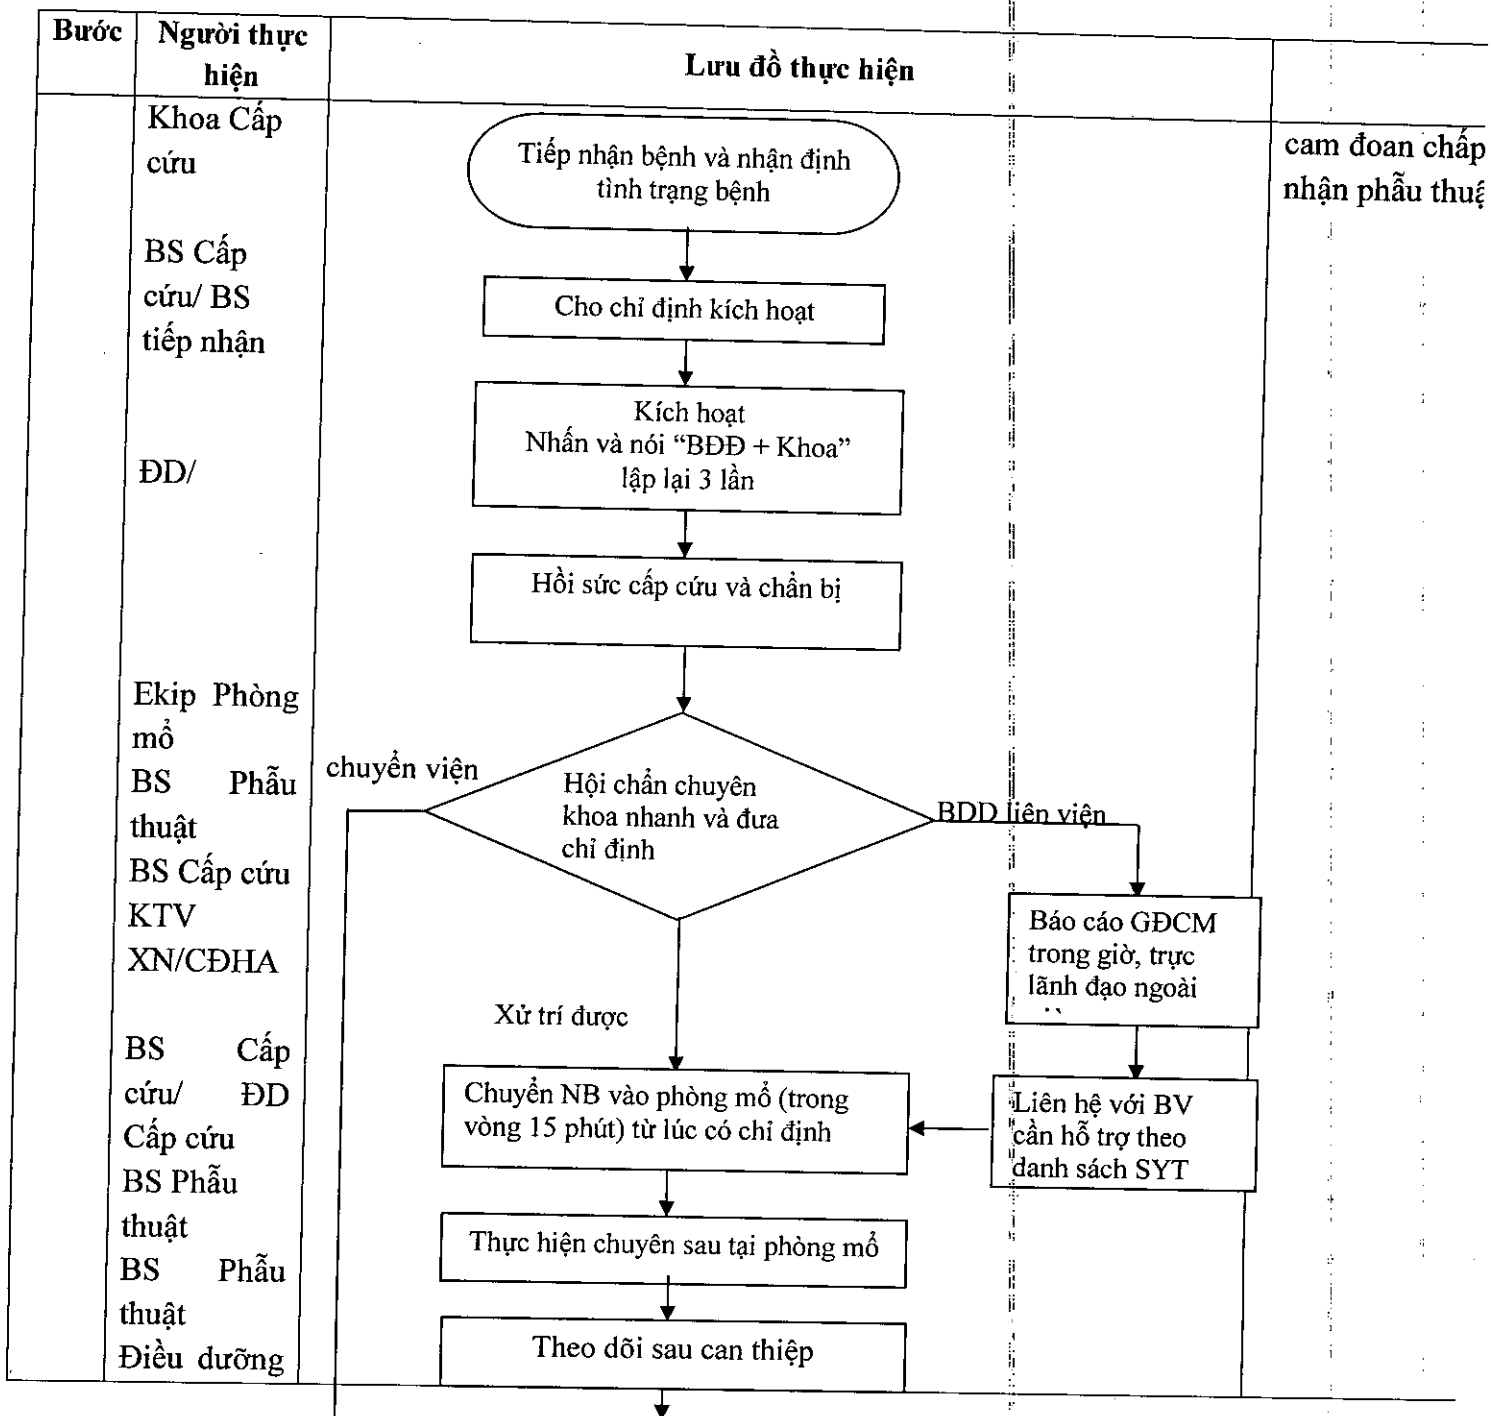 Bước
Người thực
hiện
Lưu đồ thực hiện
Khoa Cấp
cứu
BS Cấp
cứu/ BS
tiếp nhận
ĐD/
Ekip Phòng
mổ
BS Phẫu
thuật
BS Cấp cứu
KTV
XN/CĐHA
BS Cấp
cứu/ ĐD
Cấp cứu
BS Phẫu
thuật
BS Phẫu
thuật
Điều dưỡng
Tiếp nhận bệnh và nhận định
tình trạng bệnh
Cho chỉ định kích hoạt
Kích hoạt
Nhấn và nói “BĐĐ + Khoa”
lập lại 3 lần
Hồi sức cấp cứu và chẩn bị
chuyển viện
Hội chẩn chuyên
khoa nhanh và đưa
chỉ định
BDD liên viện
Báo cáo GĐCM
trong giờ, trực
lãnh đạo ngoài
Xử trí được
Chuyển NB vào phòng mổ (trong
vòng 15 phút) từ lúc có chỉ định
Liên hệ với BV
cần hỗ trợ theo
danh sách SYT
Thực hiện chuyên sau tại phòng mổ
Theo dõi sau can thiệp
cam đoan chấp
nhận phẫu